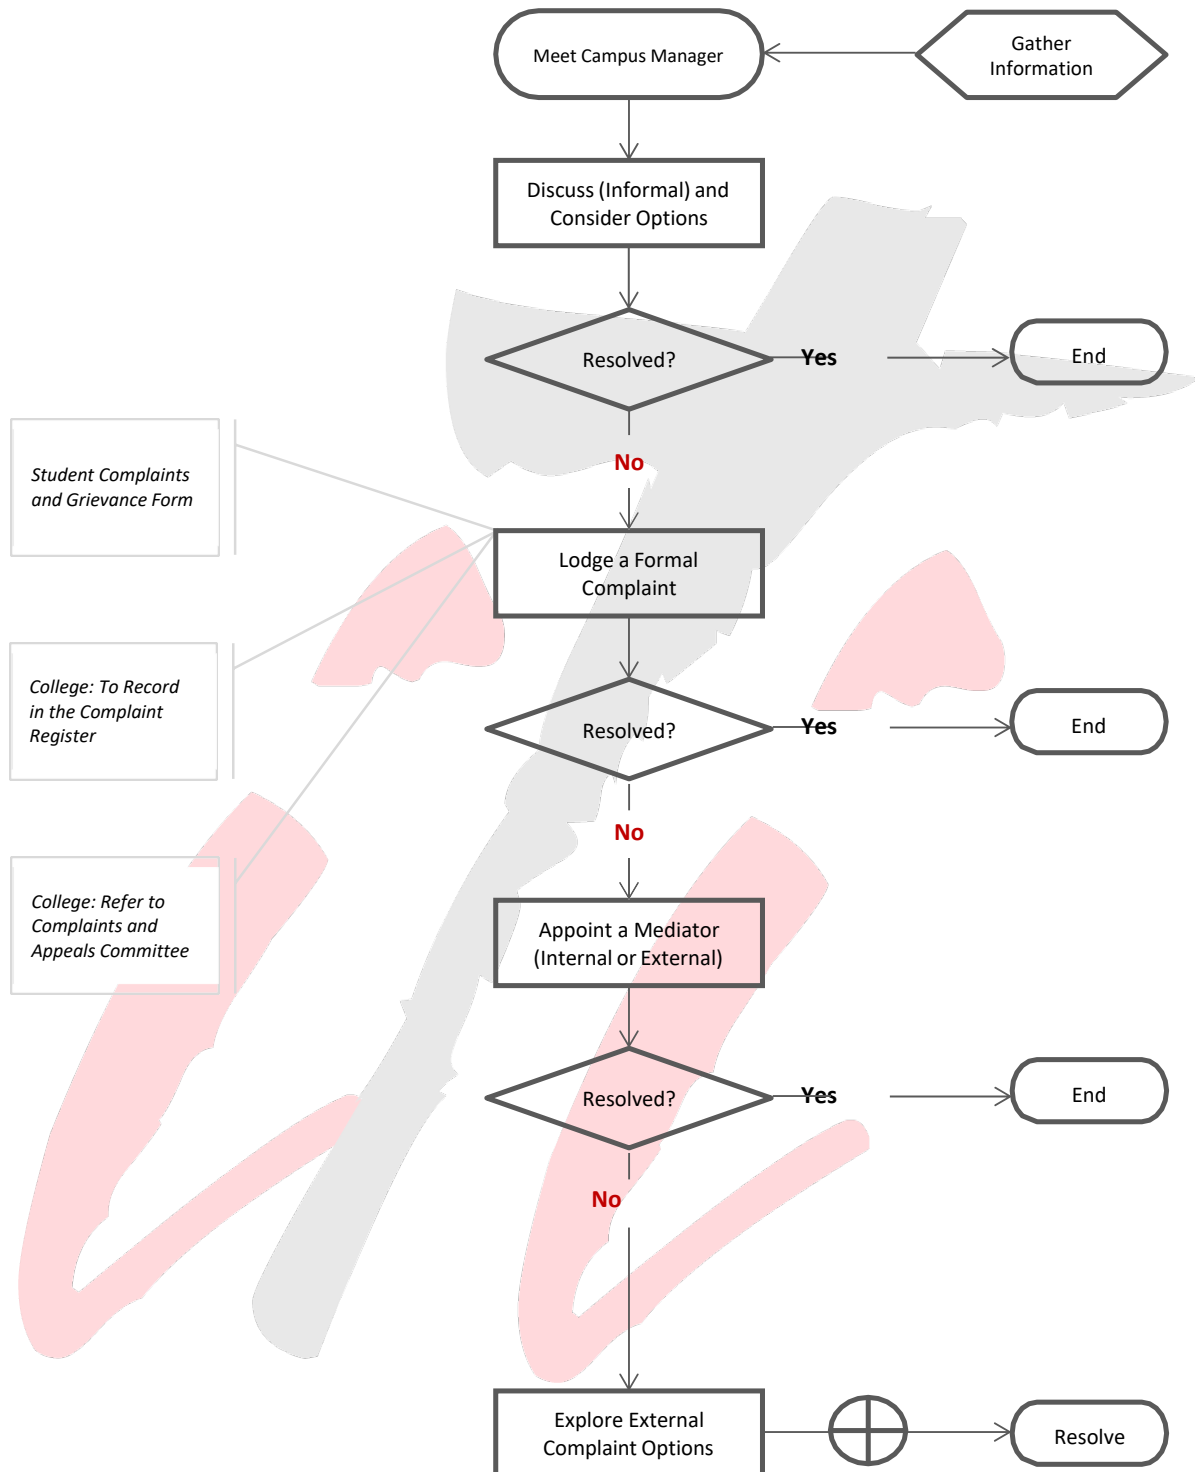 Meet Campus Manager
Gather
Information
Discuss (Informal) and
Consider Options
Resolved?
Yes
End
No
Student Complaints
and Grievance Form
Lodge a Formal
Complaint
College: To Record
in the Complaint
Register
Resolved?
Yes
End
No
College: Refer to
Complaints and
Appeals Committee
Appoint a Mediator
(Internal or External)
Resolved?
Yes
End
No
Explore External
Complaint Options
Resolve